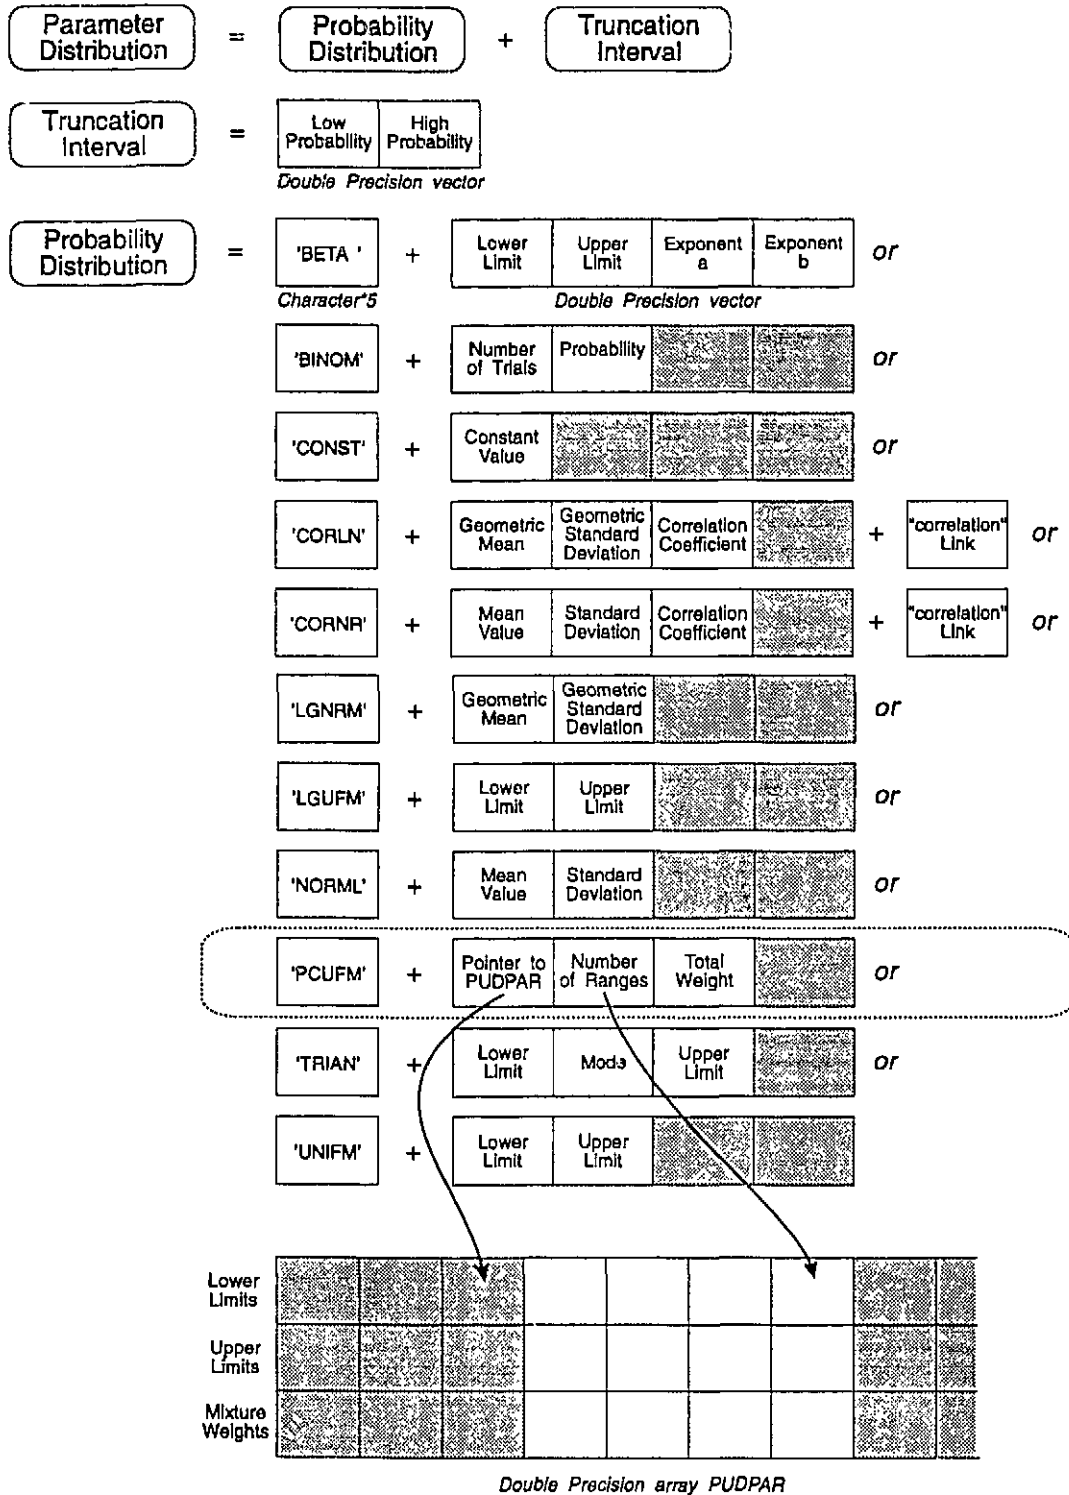 Parameter Distribution = Probability Distribution + Truncation Interval
Truncation Interval = Low Probability High Probability
Double Precision vector
Probability Distribution = 'BETA ' + Lower Limit Upper Limit Exponent a Exponent b or
Character*5 Double Precision vector
'BINOM' + Number of Trials Probability or
'CONST' + Constant Value or
'CORLN' + Geometric Mean Geometric Standard Deviation Correlation Coefficient + "correlation" Link or
'CORNR' + Mean Value Standard Deviation Correlation Coefficient + "correlation" Link or
'LGNRM' + Geometric Mean Geometric Standard Deviation or
'LGUFM' + Lower Limit Upper Limit or
'NORML' + Mean Value Standard Deviation or
'PCUFM' + Pointer to PUDPAR Number of Ranges Total Weight or
'TRIAN' + Lower Limit Mode Upper Limit or
'UNIFM' + Lower Limit Upper Limit
Lower Limits
Upper Limits
Mixture Weights
Double Precision array PUDPAR